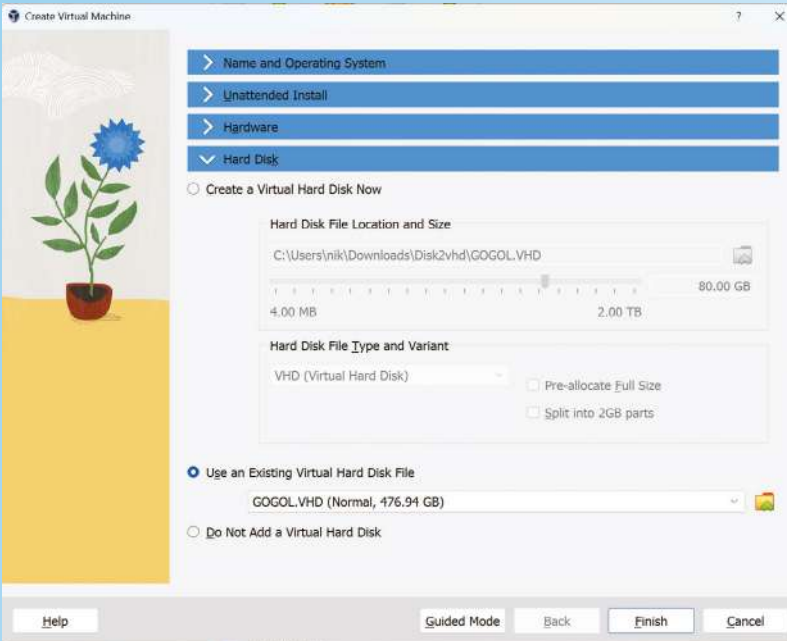 Create Virtual Machine
Name and Operating System
Unattended Install
Hardware
Hard Disk
Create a Virtual Hard Disk Now
Hard Disk File Location and Size
C:\Users\nik\Downloads\Disk2vhd\GOGOL.VHD
80.00 GB
4.00 MB 2.00 TB
Hard Disk File Type and Variant
VHD (Virtual Hard Disk)
Pre-allocate Full Size
Split into 2GB parts
Use an Existing Virtual Hard Disk File
GOGOL.VHD (Normal, 476.94 GB)
Do Not Add a Virtual Hard Disk
Help Guided Mode Back Finish Cancel